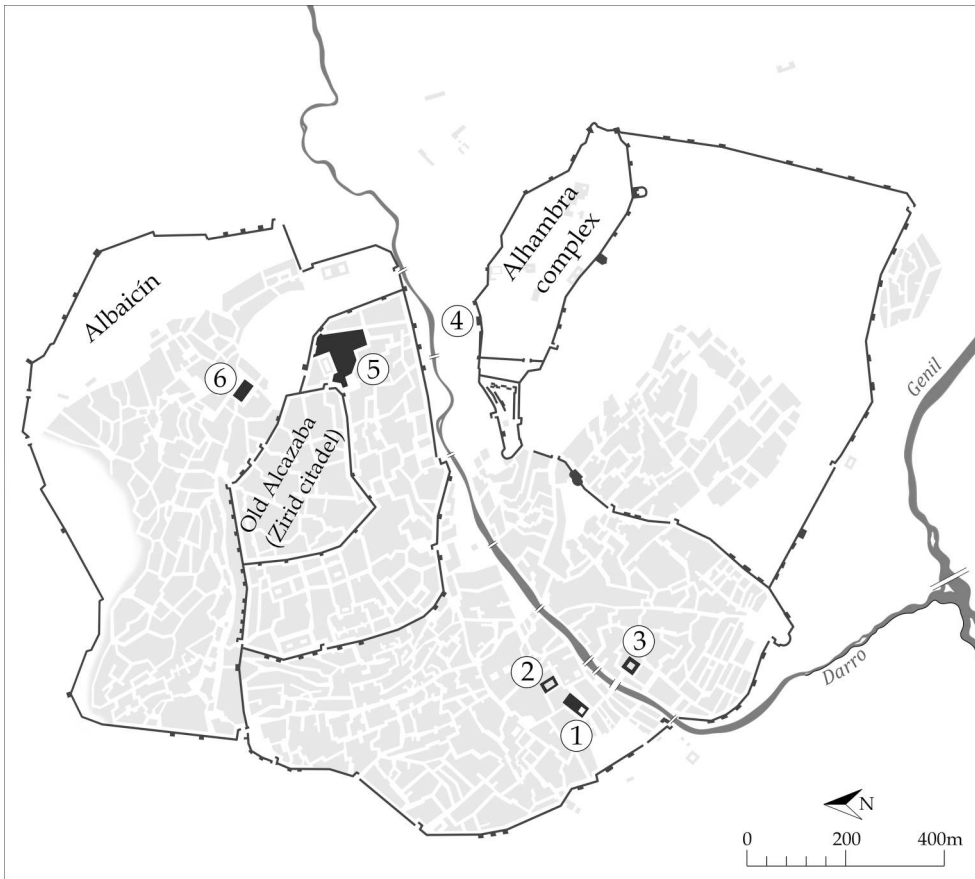 Albaicín
Alhambra
complex
4
5
6
Old Alcazaba
(Zirid citadel)
Genil
3
2
1
Darro
N
0
200
400m